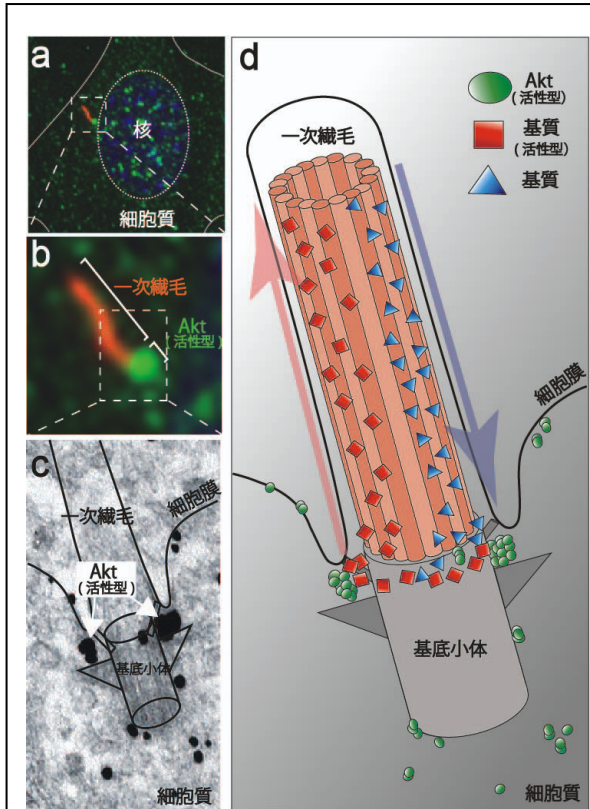 a
核
細胞質
b
一次繊毛
Akt
(活性型)
c
一次繊毛
細胞膜
Akt
(活性型)
基底小体
細胞質
d
Akt
(活性型)
基質
(活性型)
基質
一次繊毛
細胞膜
基底小体
細胞質